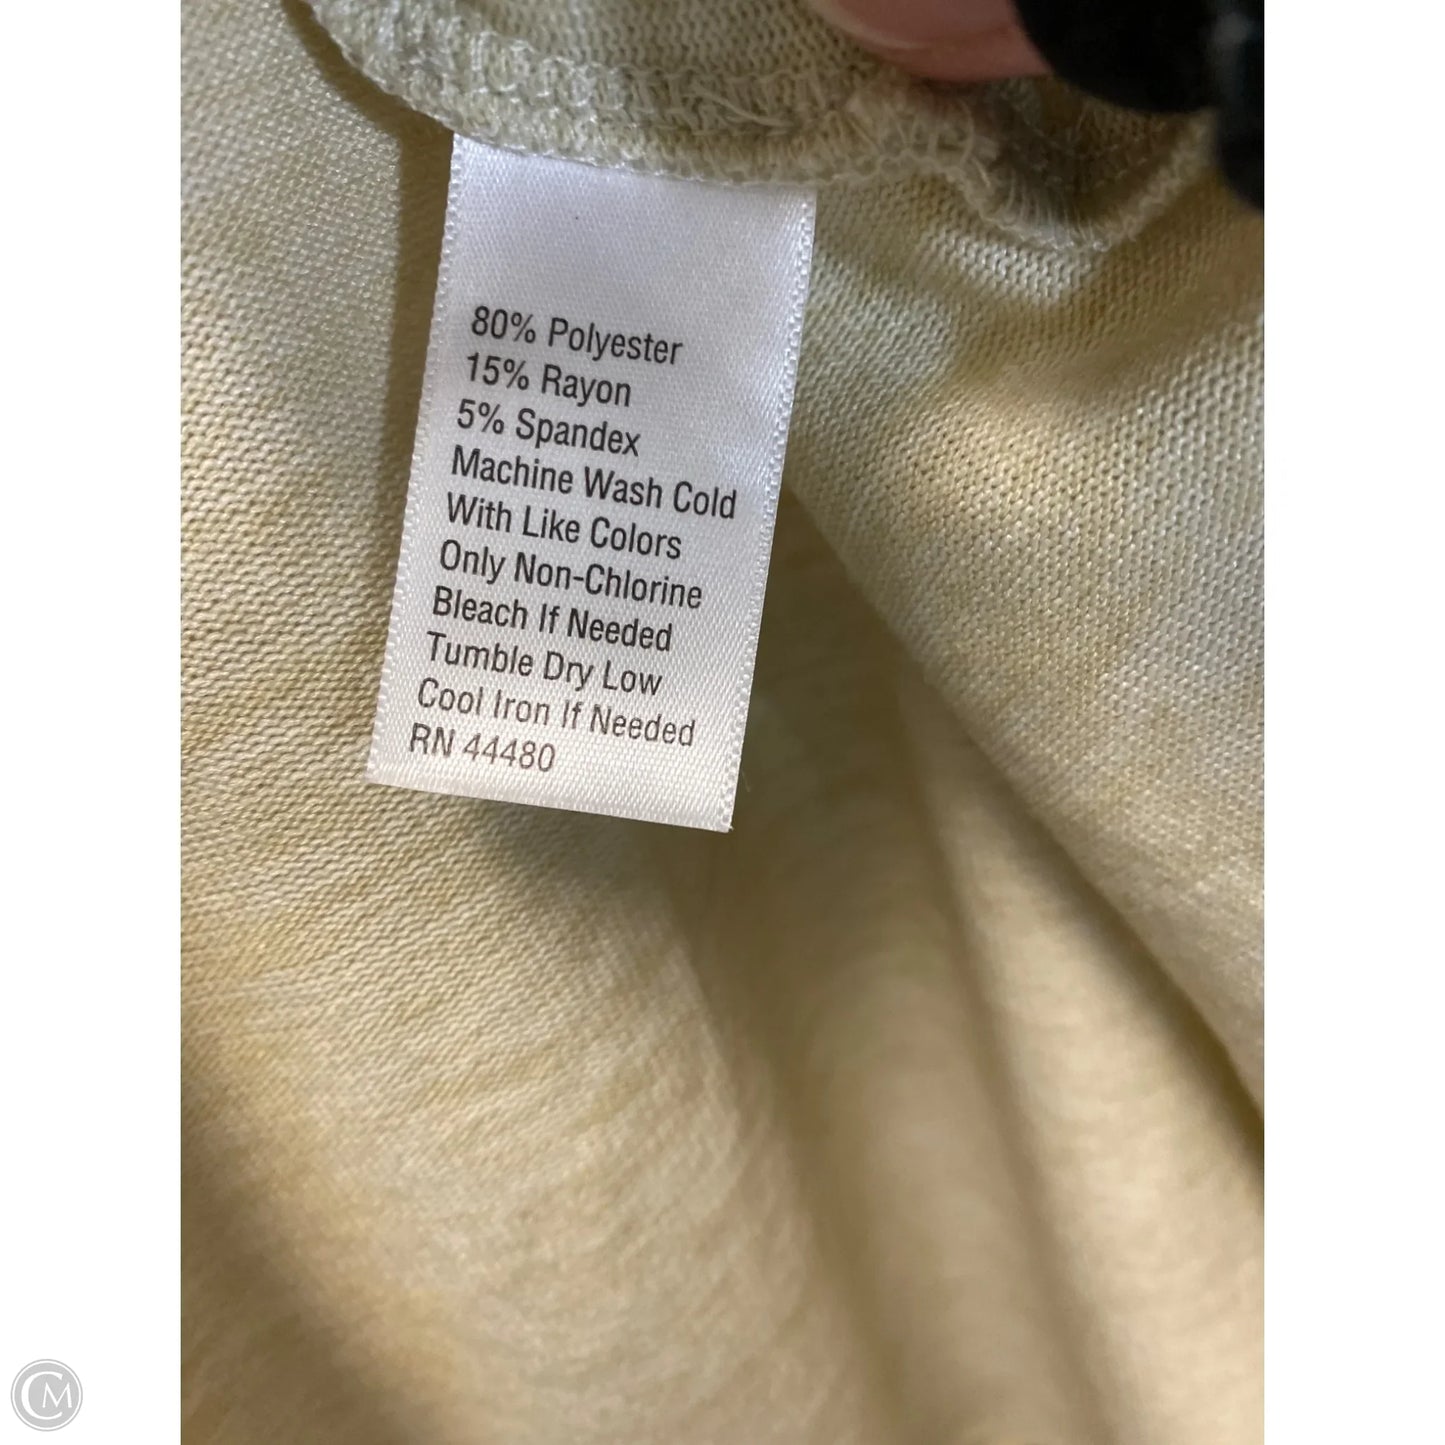 80% Polyester
15% Rayon
5% Spandex
Machine Wash Cold
With Like Colors
Only Non-Chlorine
Bleach If Needed
Tumble Dry Low
Cool Iron If Needed
RN 44480
CM